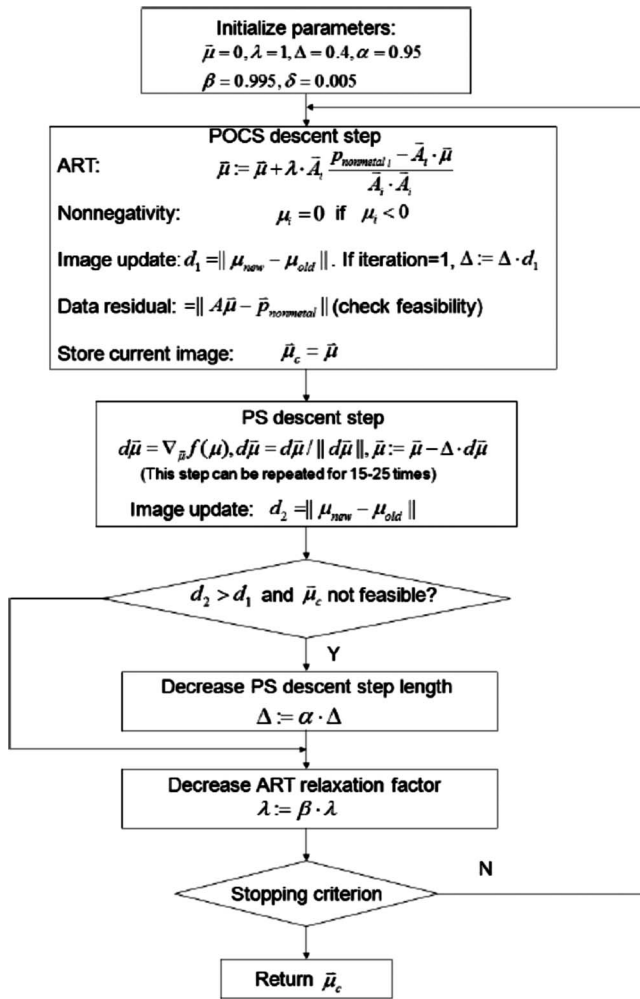 Initialize parameters:
μ̄=0, λ=1, Δ=0.4, α=0.95
β=0.995, δ=0.005
POCS descent step
ART: μ̄:=μ̄+λ·Ā_i (p_nonmetal i − Ā_i·μ̄)/(Ā_i·Ā_i)
Nonnegativity: μ_i=0 if μ_i<0
Image update: d_1=|| μ_new − μ_old ||. If iteration=1, Δ:=Δ·d_1
Data residual: =|| Aμ̄−p̄_nonmetal || (check feasibility)
Store current image: μ̄_c=μ̄
PS descent step
dμ̄=∇_μ̄ f(μ), dμ̄=dμ̄/|| dμ̄ ||, μ̄:=μ̄−Δ·dμ̄
(This step can be repeated for 15-25 times)
Image update: d_2=|| μ_new − μ_old ||
d_2>d_1 and μ̄_c not feasible?
Y
Decrease PS descent step length
Δ:=α·Δ
Decrease ART relaxation factor
λ:=β·λ
N
Stopping criterion
Return μ̄_c